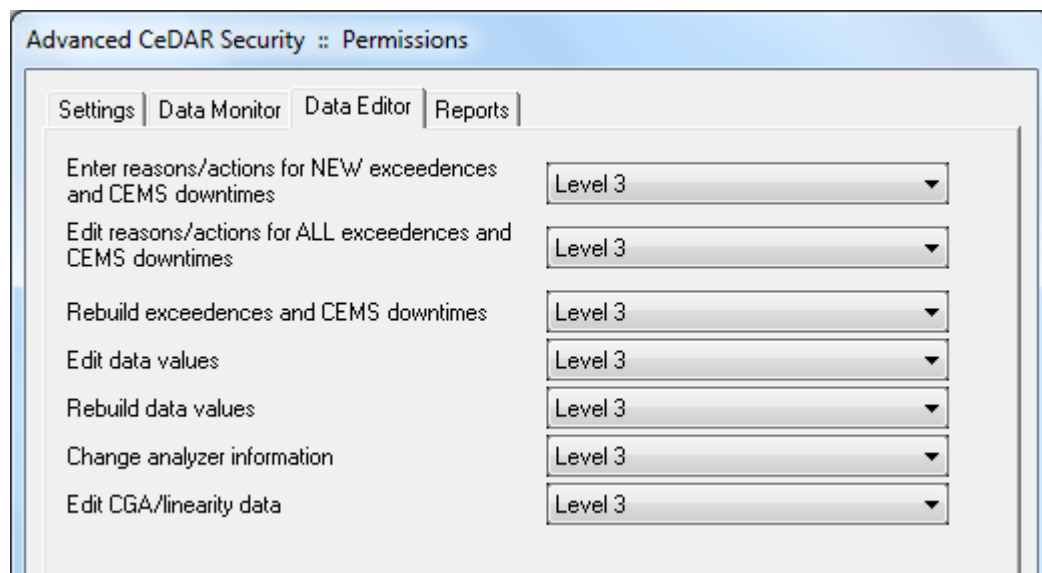 Advanced CeDAR Security :: Permissions
Settings Data Monitor Data Editor Reports
Enter reasons/actions for NEW exceedences
and CEMS downtimes
Level 3
Edit reasons/actions for ALL exceedences and
CEMS downtimes
Level 3
Rebuild exceedences and CEMS downtimes Level 3
Edit data values Level 3
Rebuild data values Level 3
Change analyzer information Level 3
Edit CGA/linearity data Level 3